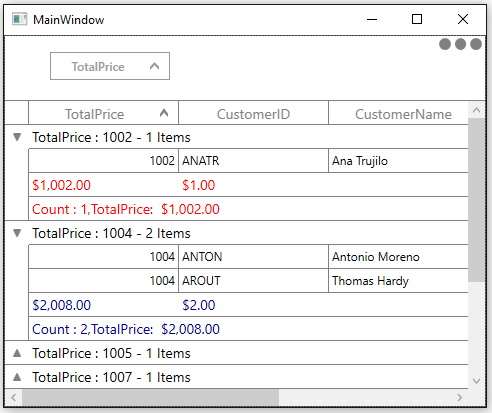 MainWindow
TotalPrice
TotalPrice CustomerID CustomerName
TotalPrice : 1002 - 1 Items
1002 ANATR Ana Trujilo
$1,002.00 $1.00
Count : 1,TotalPrice: $1,002.00
TotalPrice : 1004 - 2 Items
1004 ANTON Antonio Moreno
1004 AROUT Thomas Hardy
$2,008.00 $2.00
Count : 2,TotalPrice: $2,008.00
TotalPrice : 1005 - 1 Items
TotalPrice : 1007 - 1 Items